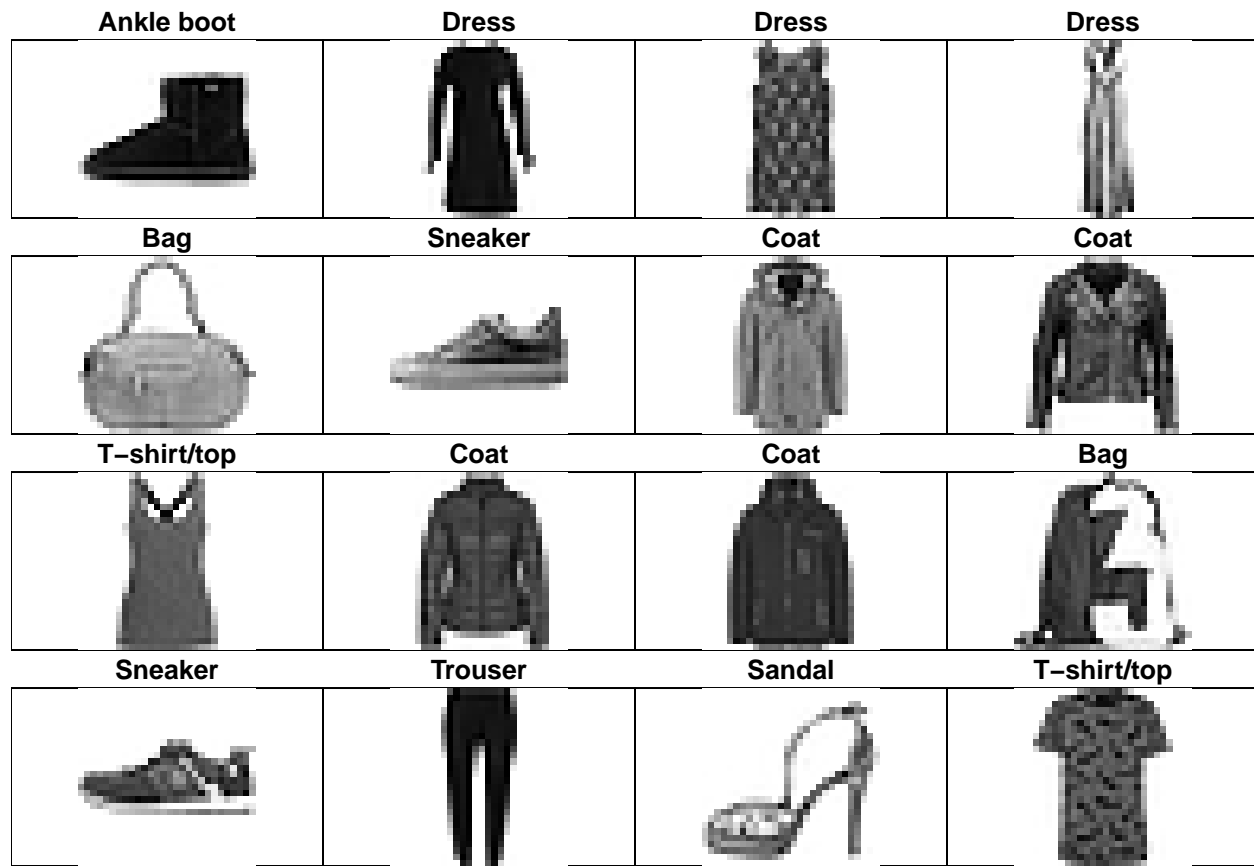 Ankle boot Dress Dress Dress
Bag Sneaker Coat Coat
T−shirt/top Coat Coat Bag
Sneaker Trouser Sandal T−shirt/top